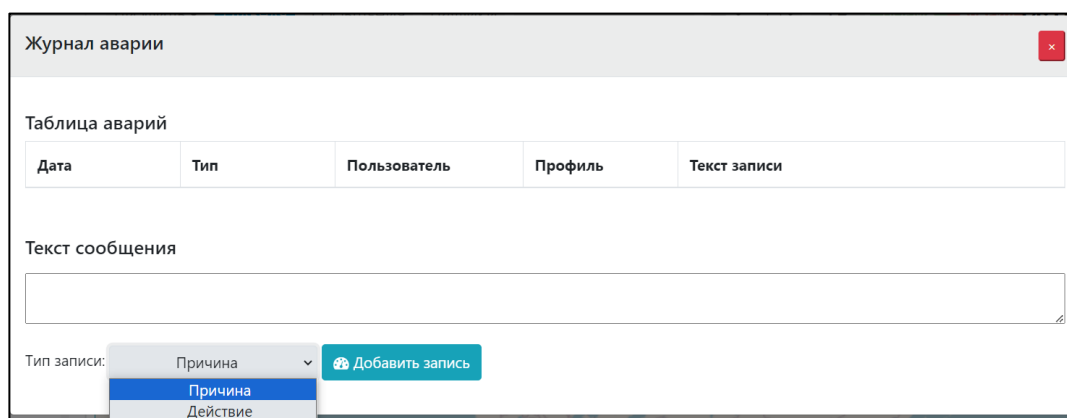 Журнал аварии
×
Таблица аварий
Дата Тип Пользователь Профиль Текст записи
Текст сообщения
Тип записи: Причина Добавить запись
Причина
Действие